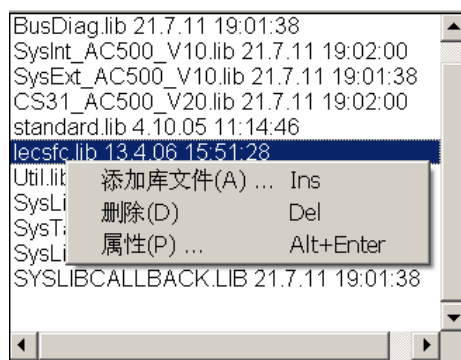 BusDiag.lib 21.7.11 19:01:38
SysInt_AC500_V10.lib 21.7.11 19:02:00
SysExt_AC500_V10.lib 21.7.11 19:01:38
CS31_AC500_V20.lib 21.7.11 19:02:00
standard.lib 4.10.05 11:14:46
Iecsfc.lib 13.4.06 15:51:28
Util.lib
添加库文件(A) ... Ins
删除(D) Del
属性(P) ... Alt+Enter
SYSLIBCALLBACK.LIB 21.7.11 19:01:38